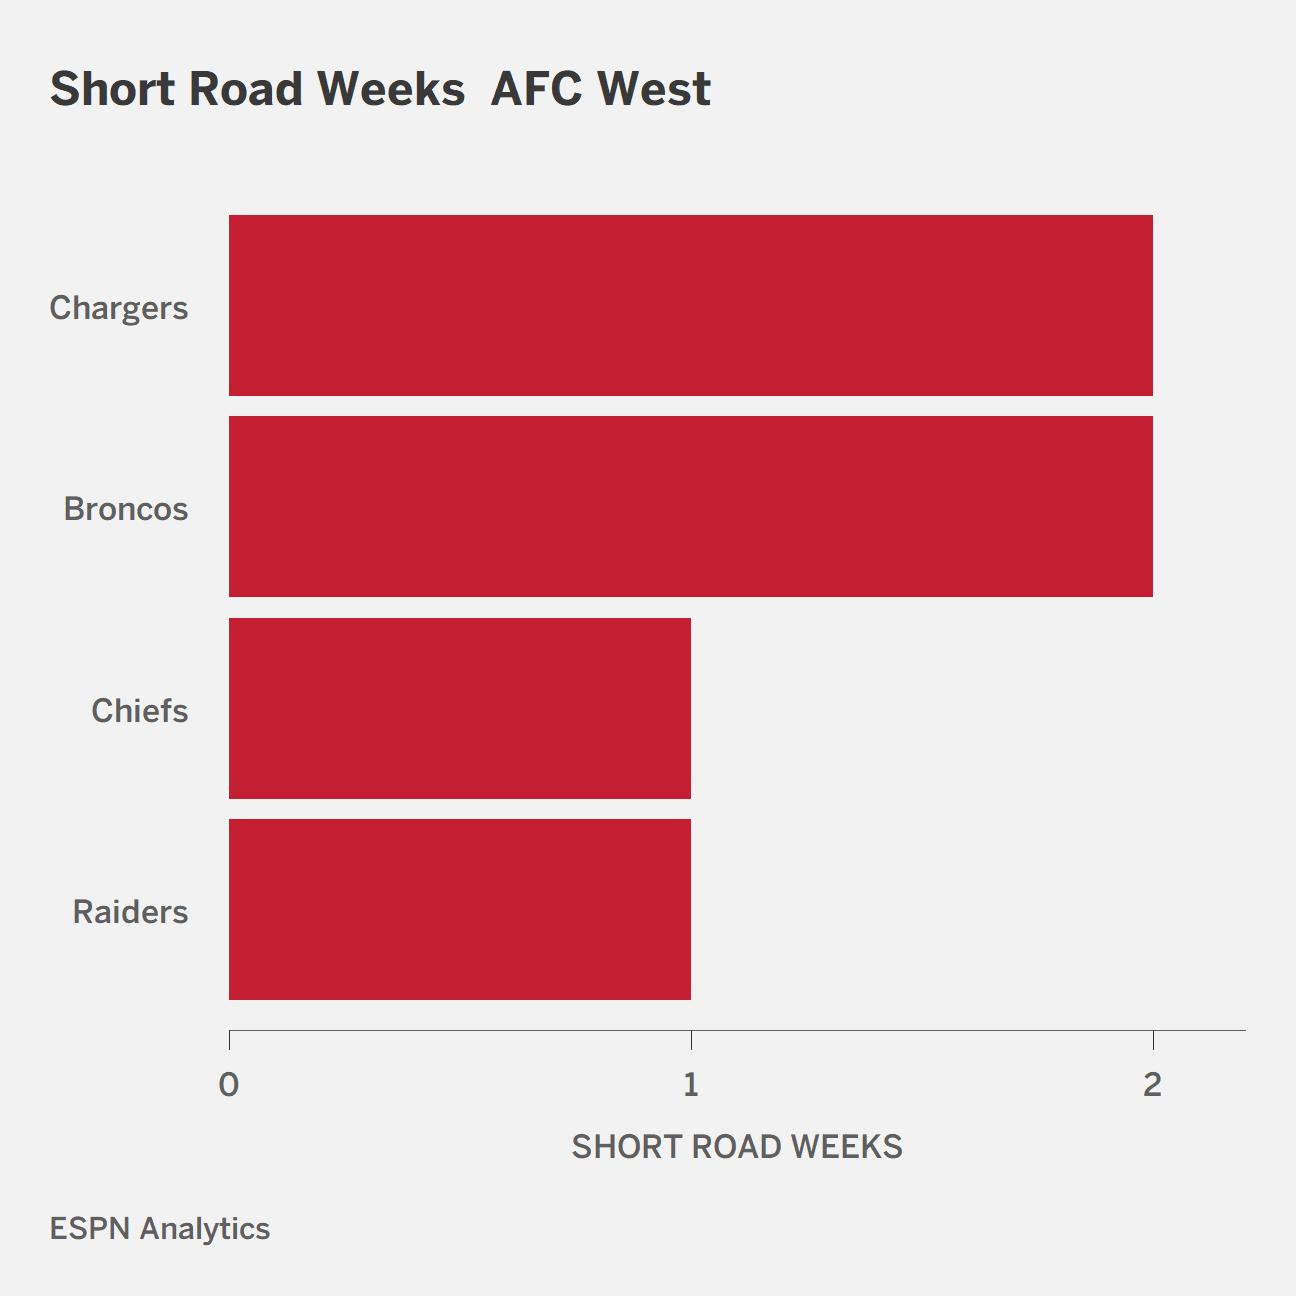 Short Road Weeks  AFC West
Chargers
Broncos
Chiefs
Raiders
0 1 2
SHORT ROAD WEEKS
ESPN Analytics